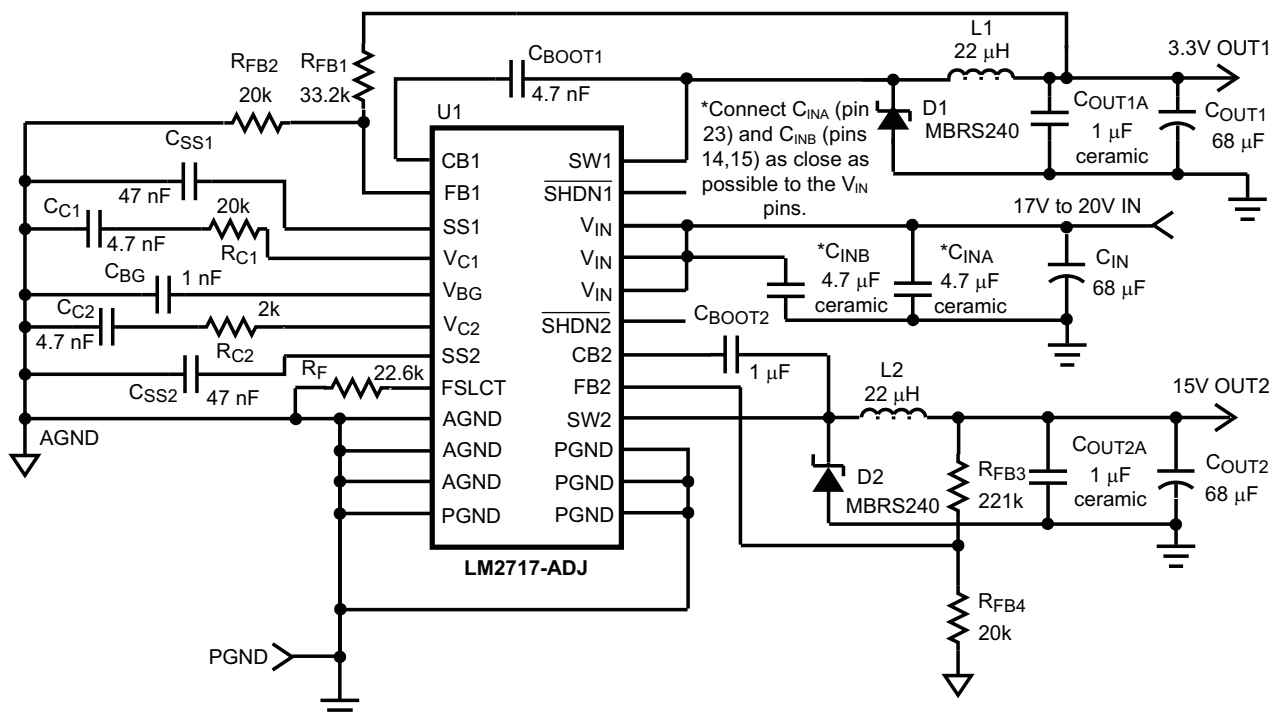 L1
22 μH
3.3V OUT1
CBOOT1
4.7 nF
RFB2
20k
RFB1
33.2k
U1
*Connect CINA (pin
23) and CINB (pins
14,15) as close as
possible to the VIN
pins.
D1
MBRS240
COUT1A
1 μF
ceramic
COUT1
68 μF
CSS1
47 nF
CC1
4.7 nF
20k
RC1
CBG
1 nF
CC2
4.7 nF
2k
RC2
CSS2
47 nF
RF
22.6k
AGND
CB1
FB1
SS1
VC1
VBG
VC2
SS2
FSLCT
AGND
AGND
AGND
PGND
SW1
SHDN1
VIN
VIN
VIN
SHDN2
CB2
FB2
SW2
PGND
PGND
PGND
LM2717-ADJ
17V to 20V IN
*CINB
4.7 μF
ceramic
*CINA
4.7 μF
ceramic
CIN
68 μF
CBOOT2
1 μF
L2
22 μH
15V OUT2
D2
MBRS240
RFB3
221k
COUT2A
1 μF
ceramic
COUT2
68 μF
RFB4
20k
PGND